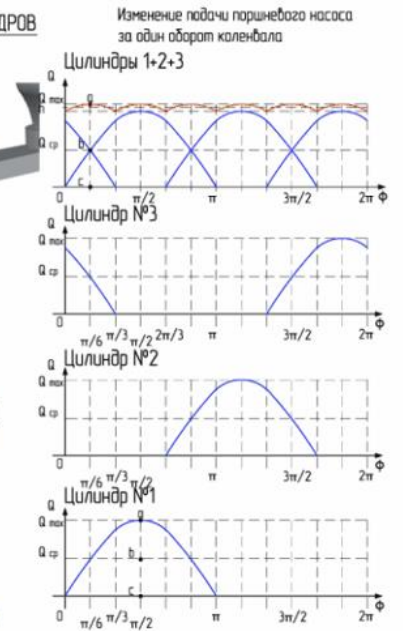 ДРОВ
Изменение подачи поршневого насоса
за один оборот коленвала
Цилиндры 1+2+3
Q
Q max
a
Q ср
b
c
0 π/2 π 3π/2 2π Φ
Цилиндр №3
Q
Q max
Q ср
0 π/6 π/3 π/2 2π/3 π 3π/2 2π Φ
Цилиндр №2
Q
Q max
Q ср
0 π/6 π/3 π/2 π 3π/2 2π Φ
Цилиндр №1
Q
Q max
a
Q ср
b
c
0 π/6 π/3 π/2 π 3π/2 2π Φ